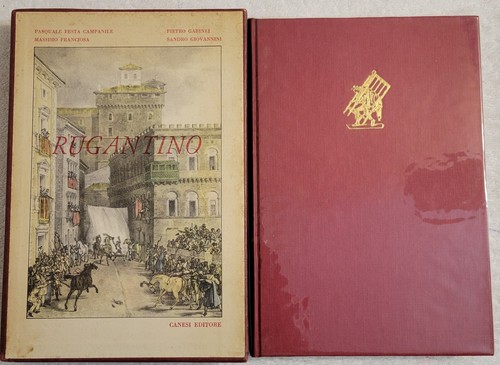 PASQUALE FESTA CAMPANILE
MASSIMO FRANCIOSA
PIETRO GARINEI
SANDRO GIOVANNINI
RUGANTINO
CANESI EDITORE